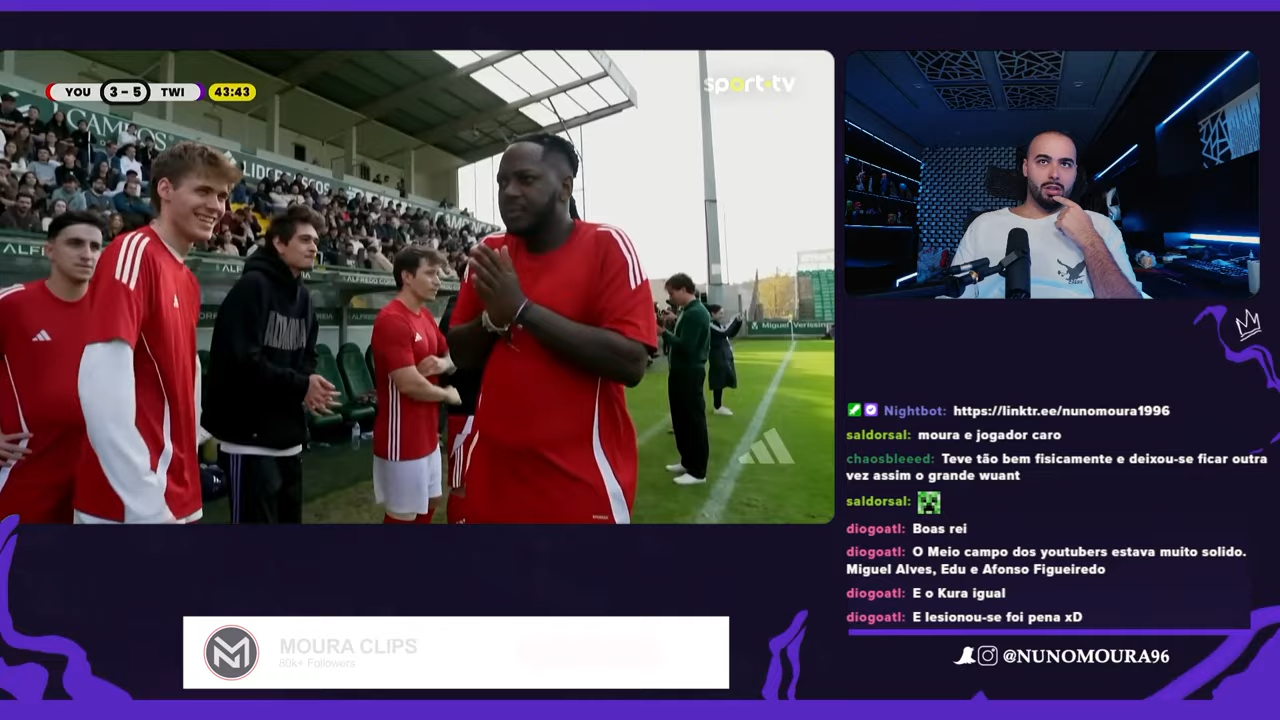 YOU 3-5 TWI 43:43
sport.tv
CAMPOS
ALFREDO
Miguel
Nightbot: https://linktr.ee/nunomoura1996
saldorsal: moura e jogador caro
chaosbleeed: Teve tão bem fisicamente e deixou-se ficar outra
vez assim o grande wuant
saldorsal:
diogoatl: Boas rei
diogoatl: O Meio campo dos youtubers estava muito solido.
Miguel Alves, Edu e Afonso Figueiredo
diogoatl: E o Kura igual
diogoatl: E lesionou-se foi pena xD
MOURA CLIPS
80k+ Followers
@NUNOMOURA96